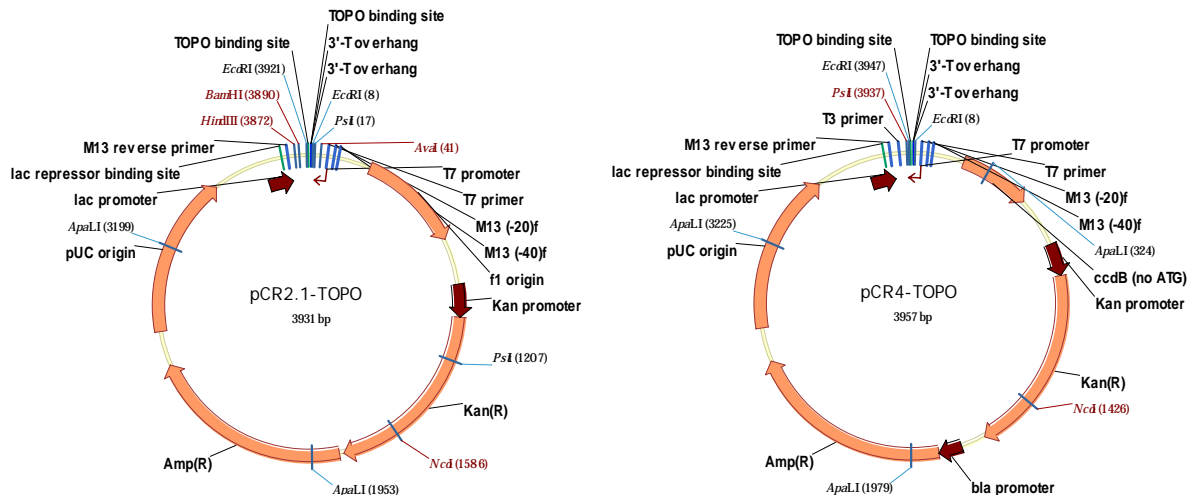 TOPO binding site
TOPO binding site
3'-T overhang
3'-T overhang
EcoRI (3921)
EcoRI (8)
BamHI (3890)
PstI (17)
HindIII (3872)
AvaI (41)
M13 reverse primer
T7 promoter
lac repressor binding site
T7 primer
lac promoter
M13 (-20)f
M13 (-40)f
ApaLI (3199)
f1 origin
pUC origin
pCR2.1-TOPO
3931 bp
Kan promoter
PstI (1207)
Kan(R)
NcoI (1586)
Amp(R)
ApaLI (1953)
TOPO binding site
TOPO binding site
3'-T overhang
3'-T overhang
EcoRI (3947)
PstI (3937)
EcoRI (8)
T3 primer
M13 reverse primer
T7 promoter
lac repressor binding site
T7 primer
lac promoter
M13 (-20)f
M13 (-40)f
ApaLI (3225)
ApaLI (324)
pUC origin
ccdB (no ATG)
pCR4-TOPO
3957 bp
Kan promoter
Kan(R)
NcoI (1426)
Amp(R)
ApaLI (1979)
bla promoter